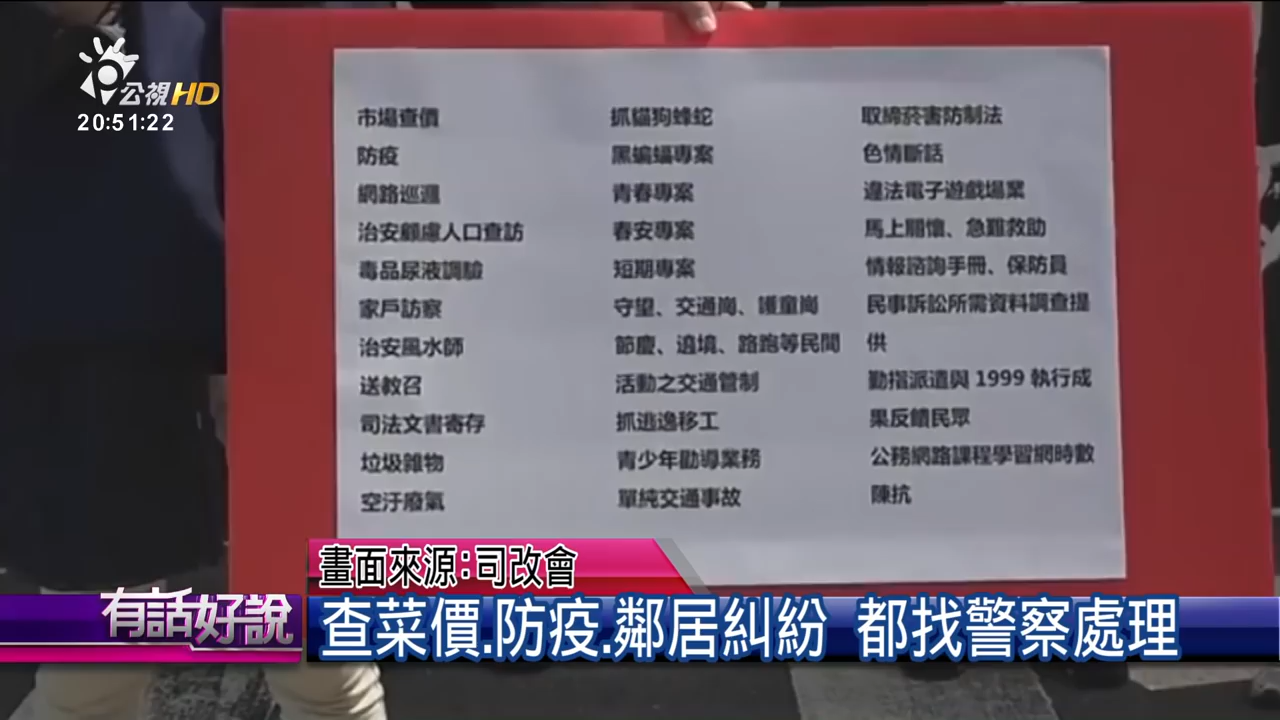 公視HD
20:51:22
市場查價
防疫
網路巡邏
治安顧慮人口查訪
毒品尿液調驗
家戶訪察
治安風水師
送教召
司法文書寄存
垃圾雜物
空汙廢氣
抓貓狗蜂蛇
黑蝙蝠專案
青春專案
春安專案
短期專案
守望、交通崗、護童崗
節慶、遶境、路跑等民間
活動之交通管制
抓逃逸移工
青少年勸導業務
單純交通事故
取締菸害防制法
色情斷話
違法電子遊戲場業
馬上關懷、急難救助
情報諮詢手冊、保防員
民事訴訟所需資料調查提
供
勤指派遣與 1999 執行成
果反饋民眾
公務網路課程學習網時數
陳抗
畫面來源:司改會
有話好說
查菜價.防疫.鄰居糾紛 都找警察處理